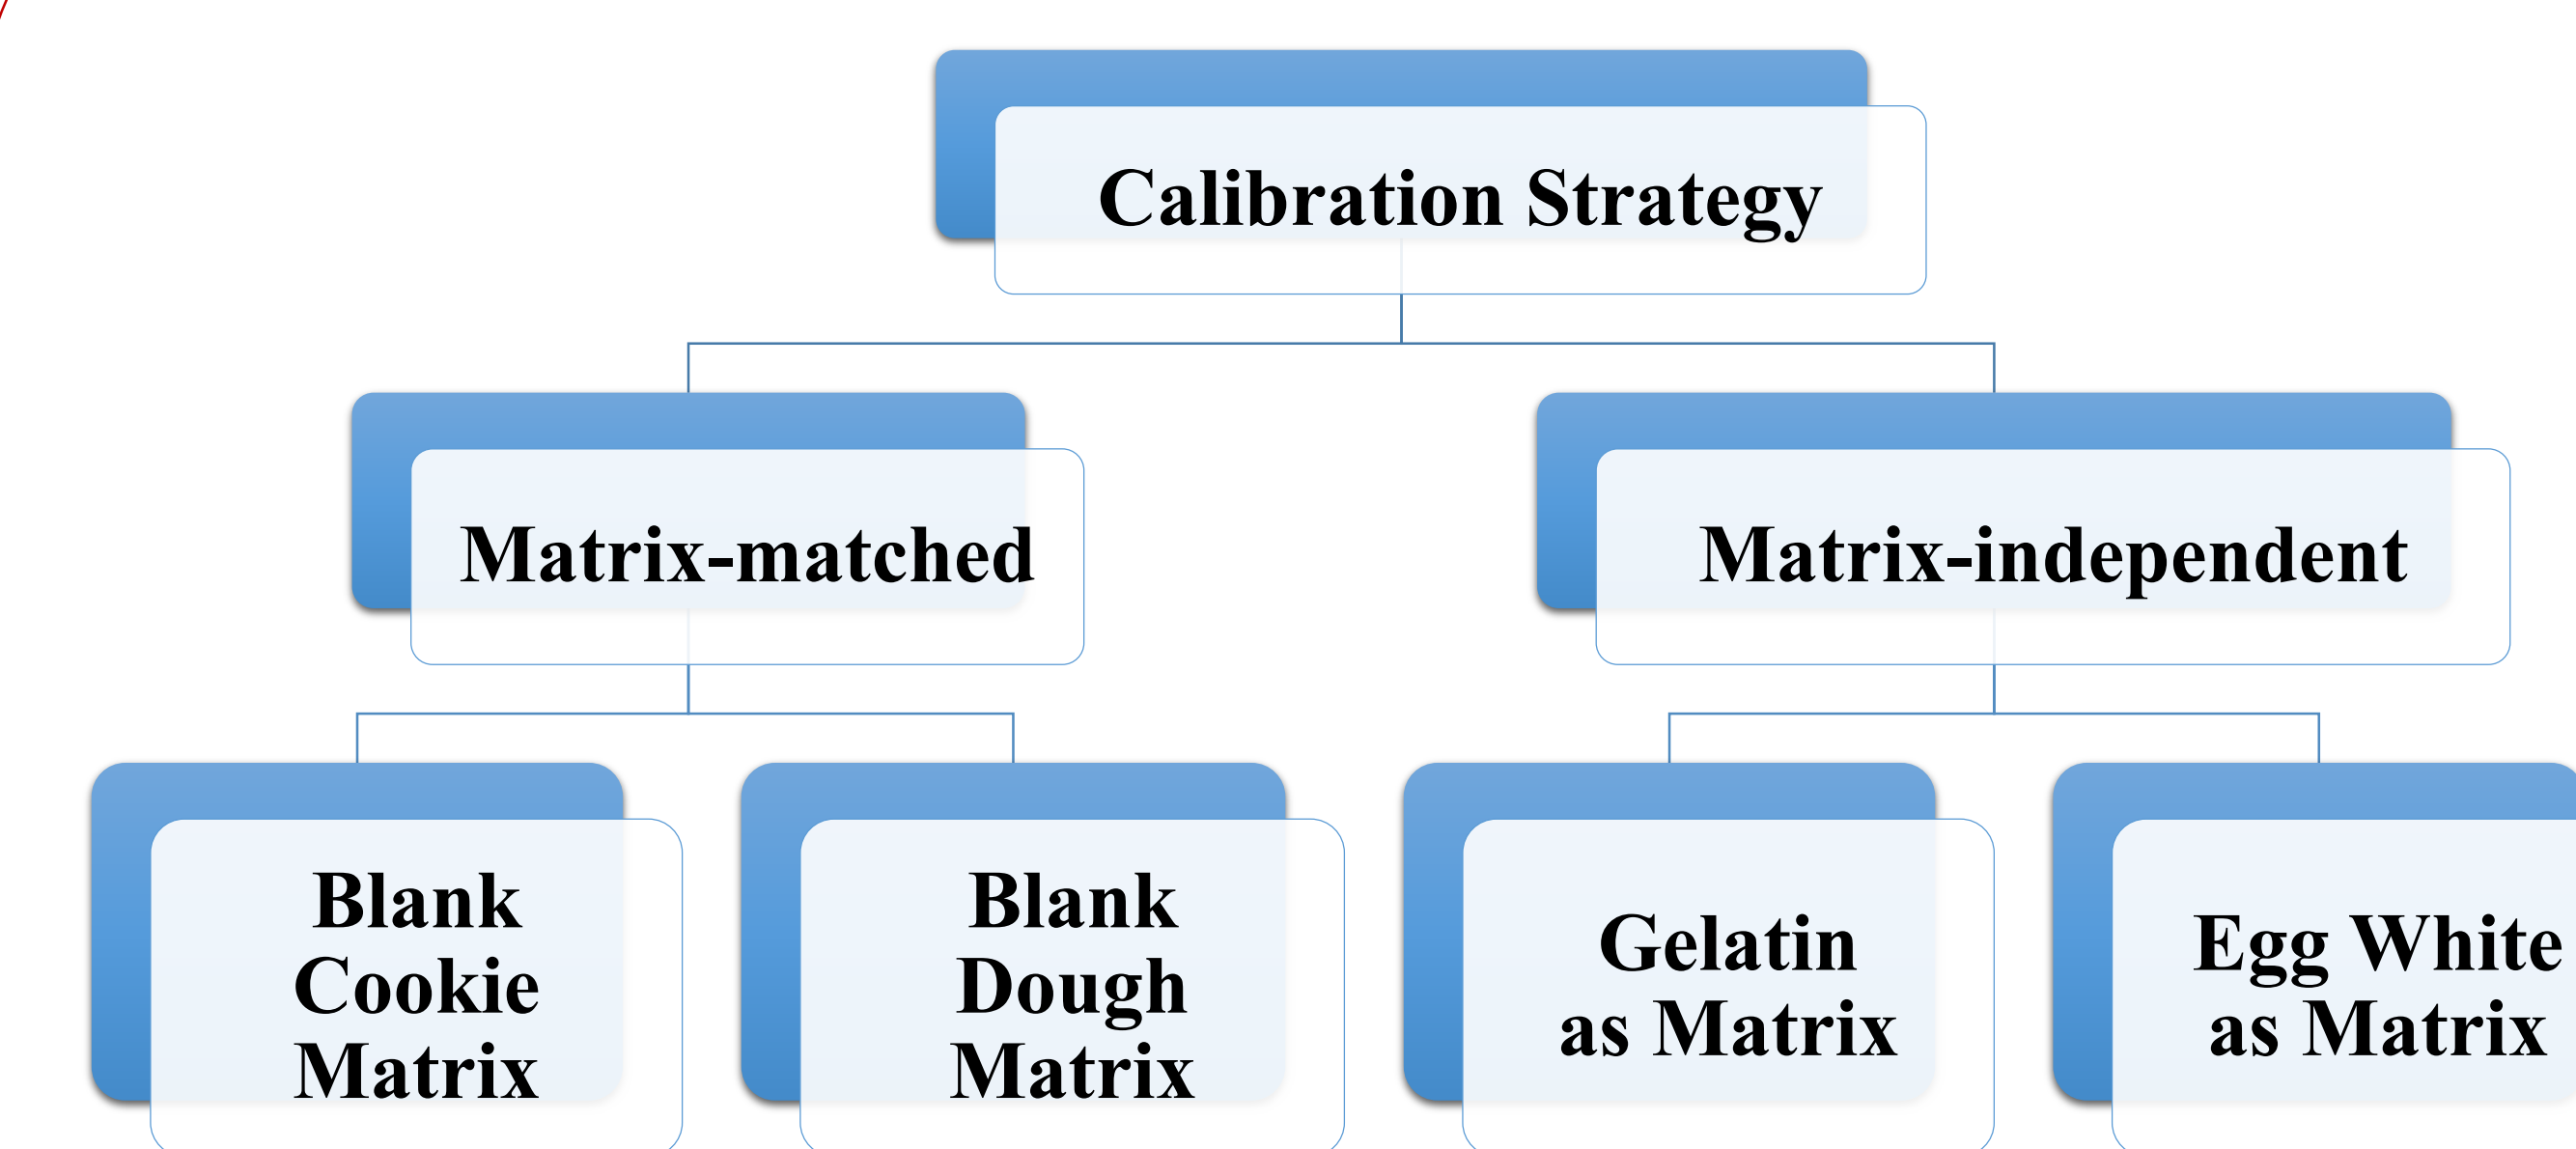 Calibration Strategy
Matrix-matched
Matrix-independent
Blank
Cookie
Matrix
Blank
Dough
Matrix
Gelatin
as Matrix
Egg White
as Matrix